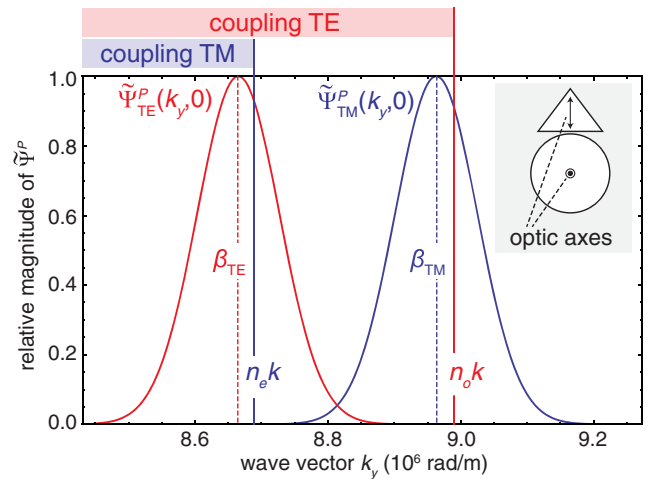 coupling TE
coupling TM
1.0
0.8
0.6
0.4
0.2
0.0
relative magnitude of Ψ̃ᴾ
Ψ̃ᴾ_TE(k_y,0)
Ψ̃ᴾ_TM(k_y,0)
β_TE
β_TM
n_e k
n_o k
optic axes
8.6
8.8
9.0
9.2
wave vector k_y (10⁶ rad/m)